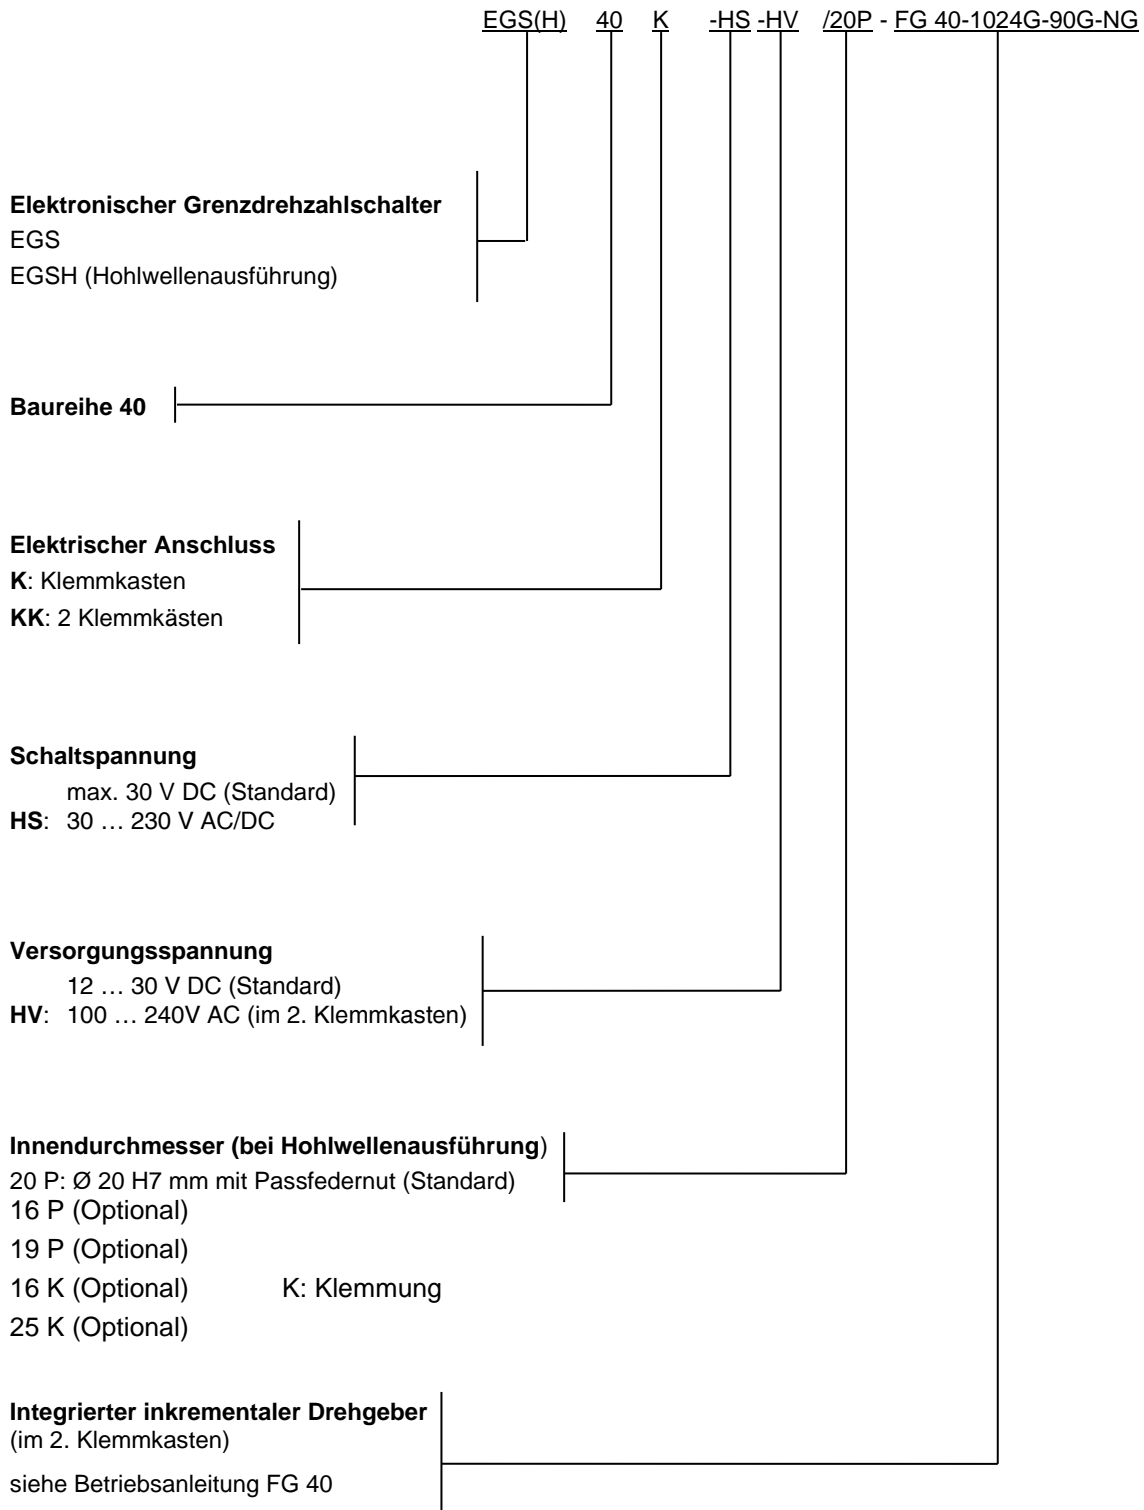 EGS(H) 40 K -HS -HV /20P - FG 40-1024G-90G-NG
Elektronischer Grenzdrehzahlschalter
EGS
EGSH (Hohlwellenausführung)
Baureihe 40
Elektrischer Anschluss
K: Klemmkasten
KK: 2 Klemmkästen
Schaltspannung
max. 30 V DC (Standard)
HS: 30 … 230 V AC/DC
Versorgungsspannung
12 … 30 V DC (Standard)
HV: 100 … 240V AC (im 2. Klemmkasten)
Innendurchmesser (bei Hohlwellenausführung)
20 P: Ø 20 H7 mm mit Passfedernut (Standard)
16 P (Optional)
19 P (Optional)
16 K (Optional) K: Klemmung
25 K (Optional)
Integrierter inkrementaler Drehgeber
(im 2. Klemmkasten)
siehe Betriebsanleitung FG 40